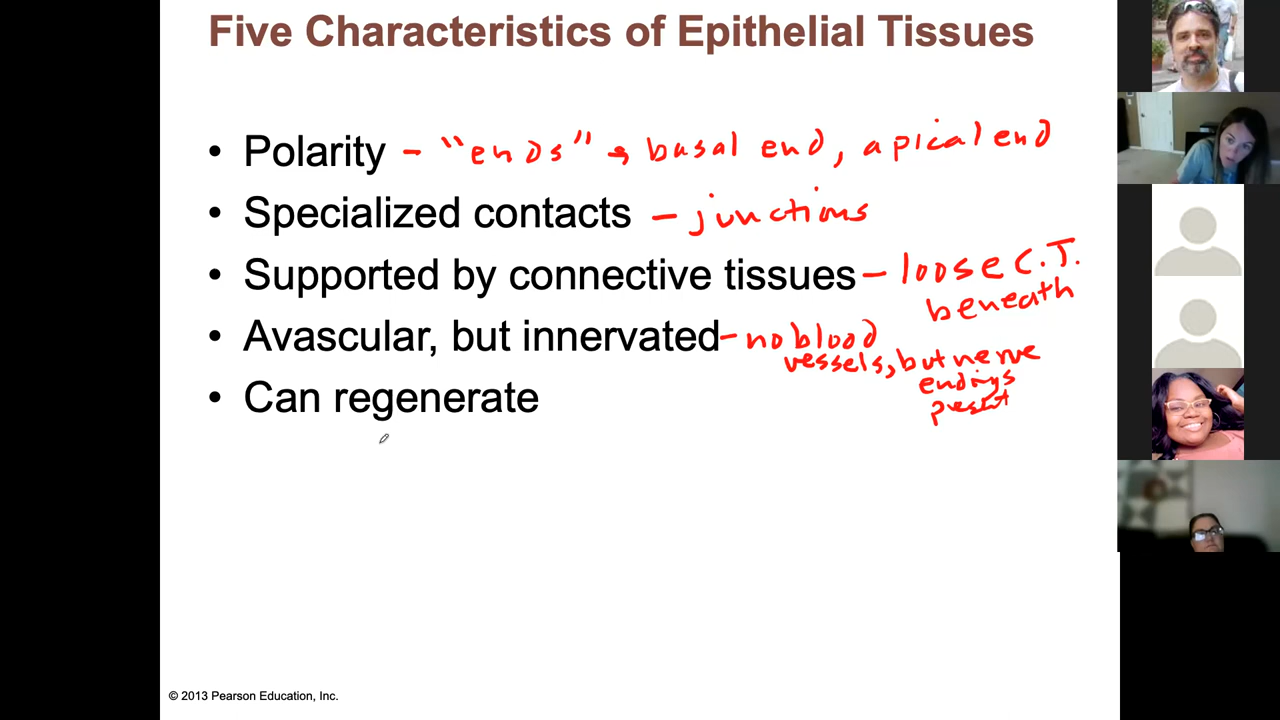 Five Characteristics of Epithelial Tissues
• Polarity - "ends" → basal end, apical end
• Specialized contacts - junctions
• Supported by connective tissues - loose C.T.
beneath
• Avascular, but innervated - no blood
vessels, but nerve
endings
present
• Can regenerate
© 2013 Pearson Education, Inc.